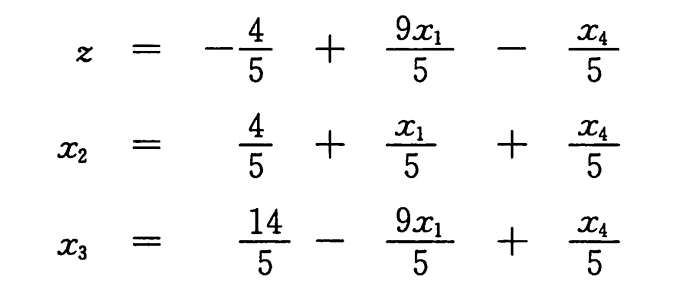 z = -4/5 + 9x₁/5 - x₄/5
x₂ = 4/5 + x₁/5 + x₄/5
x₃ = 14/5 - 9x₁/5 + x₄/5